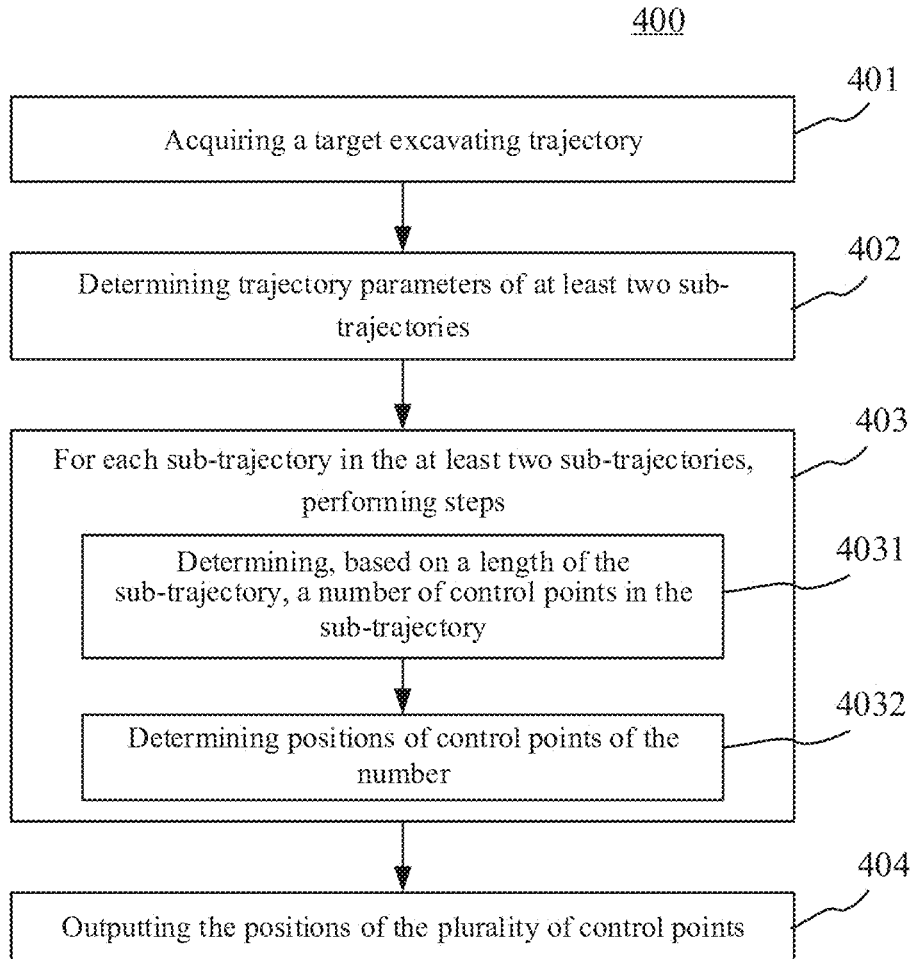 400
401
Acquiring a target excavating trajectory
402
Determining trajectory parameters of at least two sub-
trajectories
403
For each sub-trajectory in the at least two sub-trajectories,
performing steps
4031
Determining, based on a length of the
sub-trajectory, a number of control points in the
sub-trajectory
4032
Determining positions of control points of the
number
404
Outputting the positions of the plurality of control points